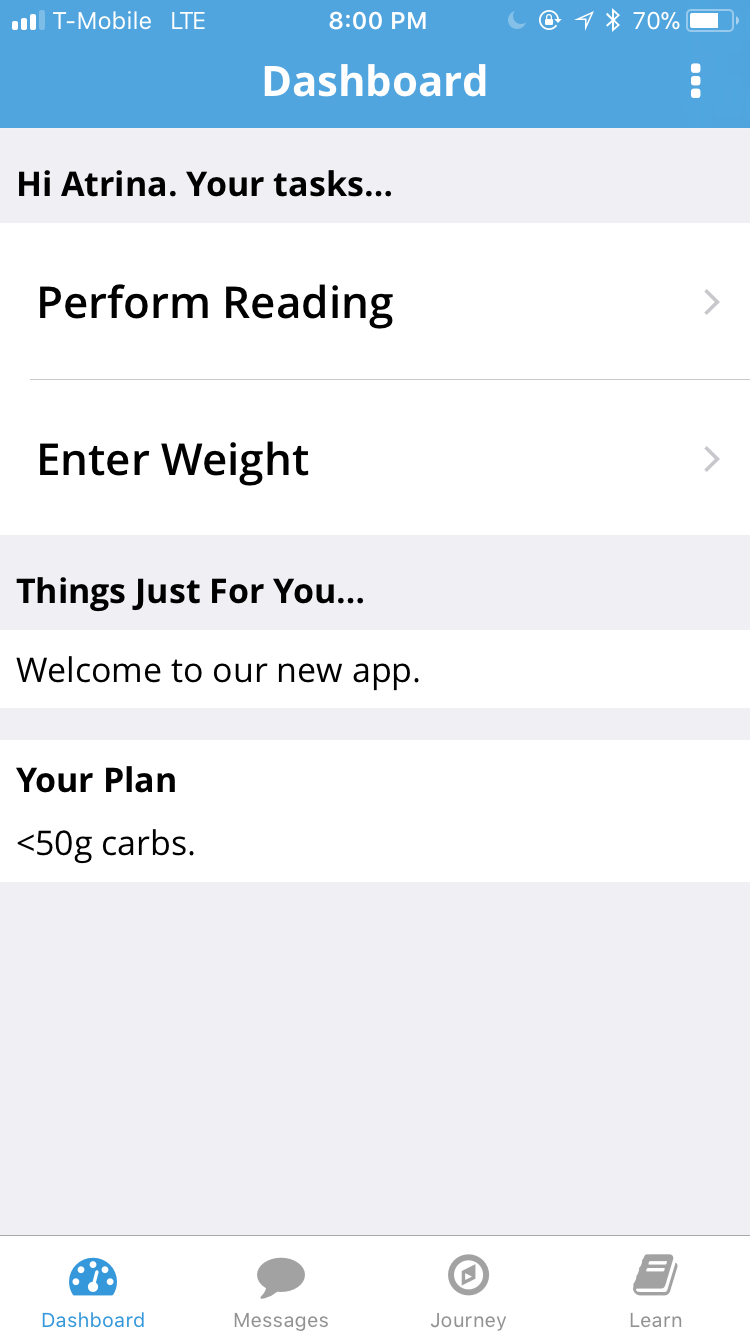 T-Mobile LTE 8:00 PM 70%
Dashboard
Hi Atrina. Your tasks...
Perform Reading
Enter Weight
Things Just For You...
Welcome to our new app.
Your Plan
<50g carbs.
Dashboard Messages Journey Learn